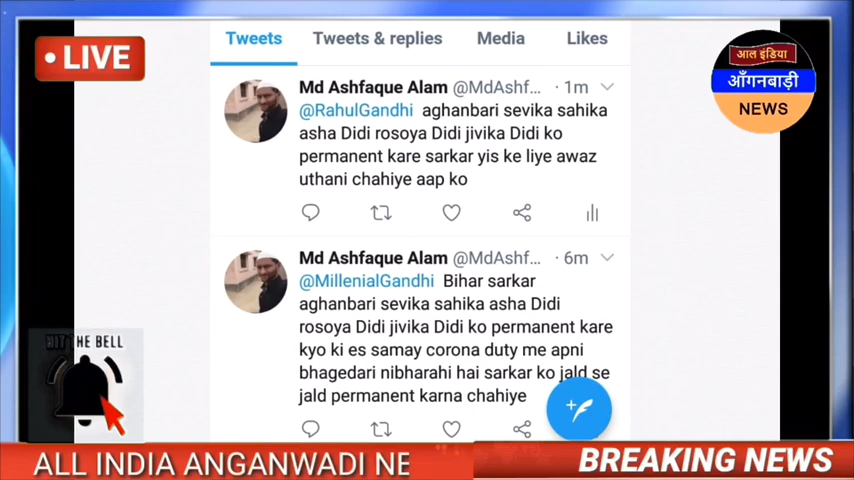 LIVE
Tweets Tweets & replies Media Likes
आल इंडिया
आँगनबाड़ी
NEWS
Md Ashfaque Alam @MdAshf... · 1m
@RahulGandhi aghanbari sevika sahika
asha Didi rosoya Didi jivika Didi ko
permanent kare sarkar yis ke liye awaz
uthani chahiye aap ko
Md Ashfaque Alam @MdAshf... · 6m
@MillenialGandhi Bihar sarkar
aghanbari sevika sahika asha Didi
rosoya Didi jivika Didi ko permanent kare
kyo ki es samay corona duty me apni
bhagedari nibharahi hai sarkar ko jald se
jald permanent karna chahiye
HIT THE BELL
ALL INDIA ANGANWADI NE
BREAKING NEWS